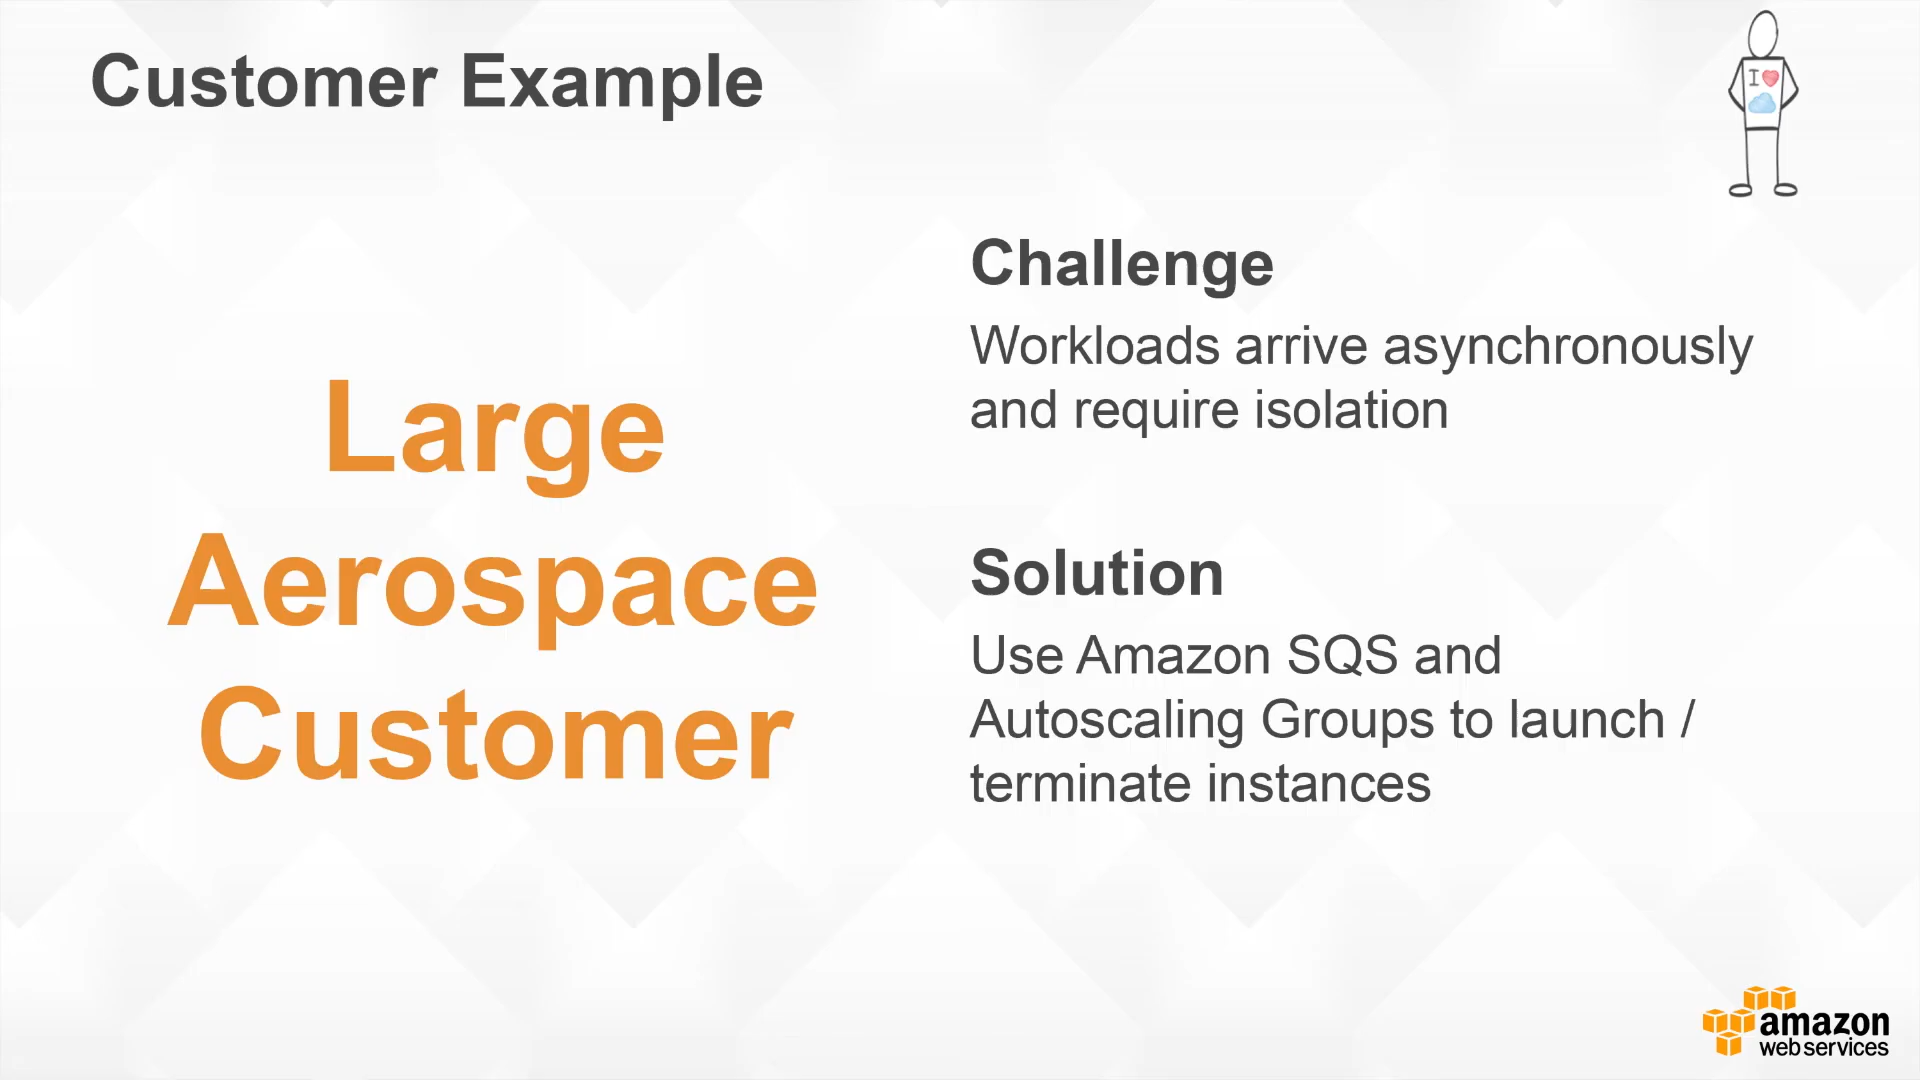 Customer Example
I
Large
Aerospace
Customer
Challenge
Workloads arrive asynchronously
and require isolation
Solution
Use Amazon SQS and
Autoscaling Groups to launch /
terminate instances
amazon
web services